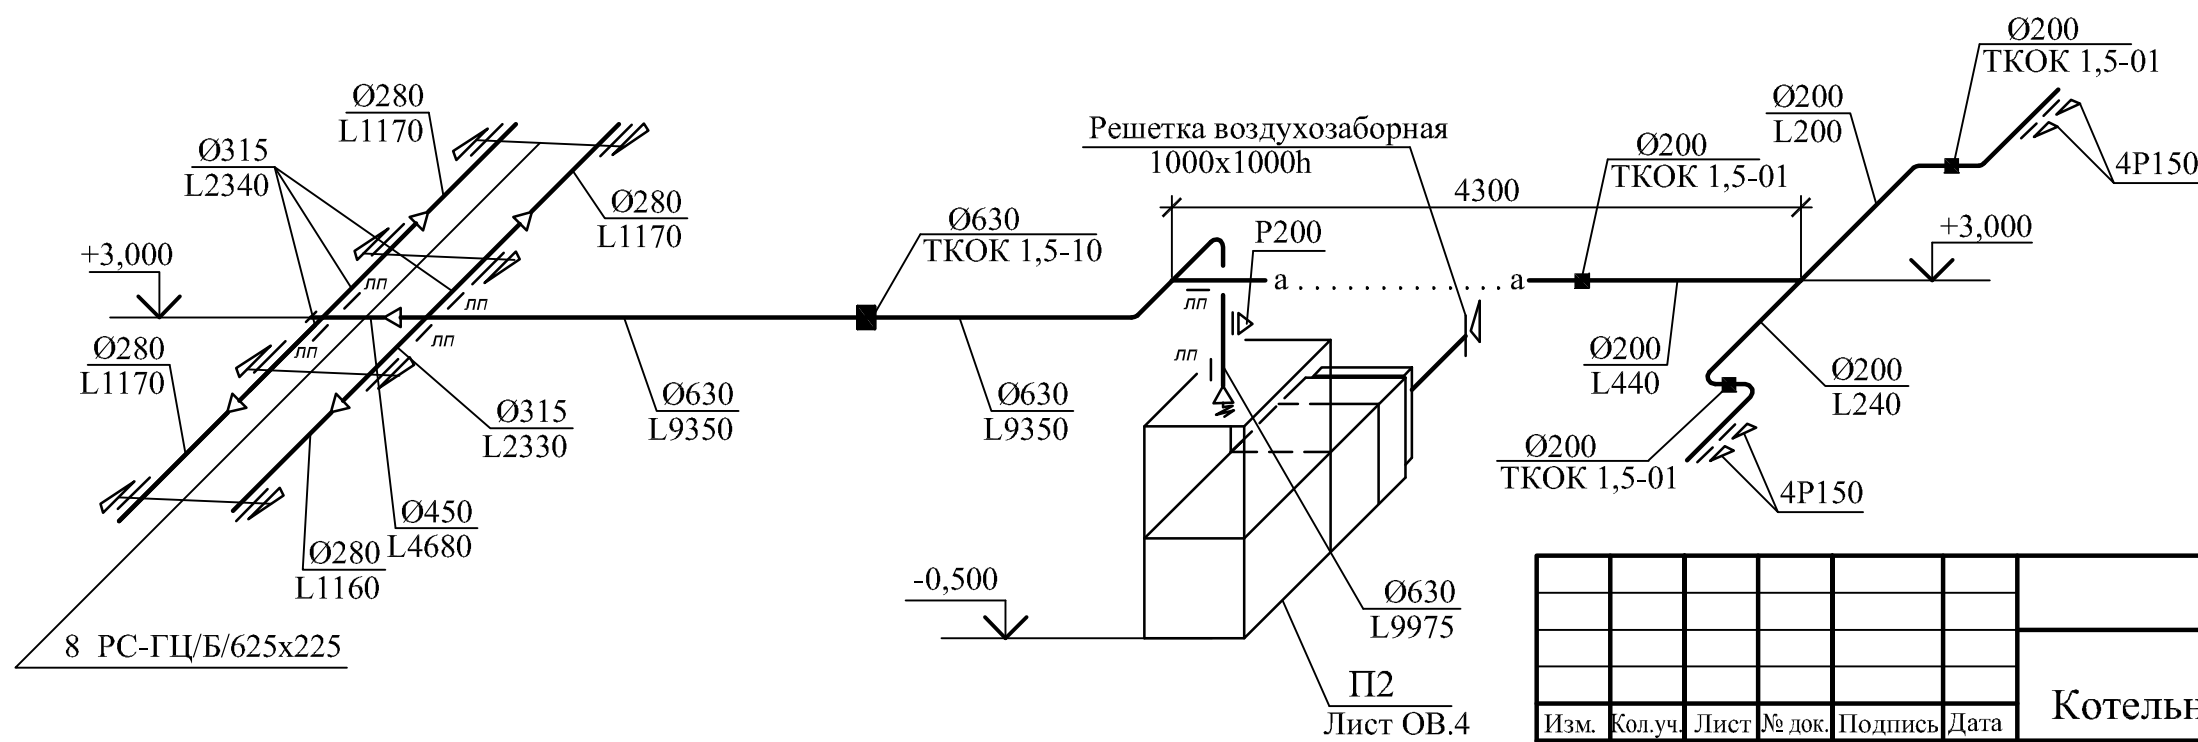 Ø200
ТКОК 1,5-01
Ø280
L1170
Ø200
L200
Решетка воздухозаборная
1000х1000h
Ø315
L2340
Ø200
ТКОК 1,5-01
4Р150
Ø280
L1170
4300
Ø630
ТКОК 1,5-10
Р200
+3,000
+3,000
а
а
лп
лп
лп
лп
лп
лп
Ø280
L1170
Ø200
L440
Ø200
L240
Ø315
L2330
Ø630
L9350
Ø630
L9350
Ø200
ТКОК 1,5-01
4Р150
Ø450
L4680
Ø280
L1160
-0,500
Ø630
L9975
8 РС-ГЦ/Б/625х225
П2
Лист ОВ.4
Изм. Кол.уч. Лист № док. Подпись Дата
Котельн